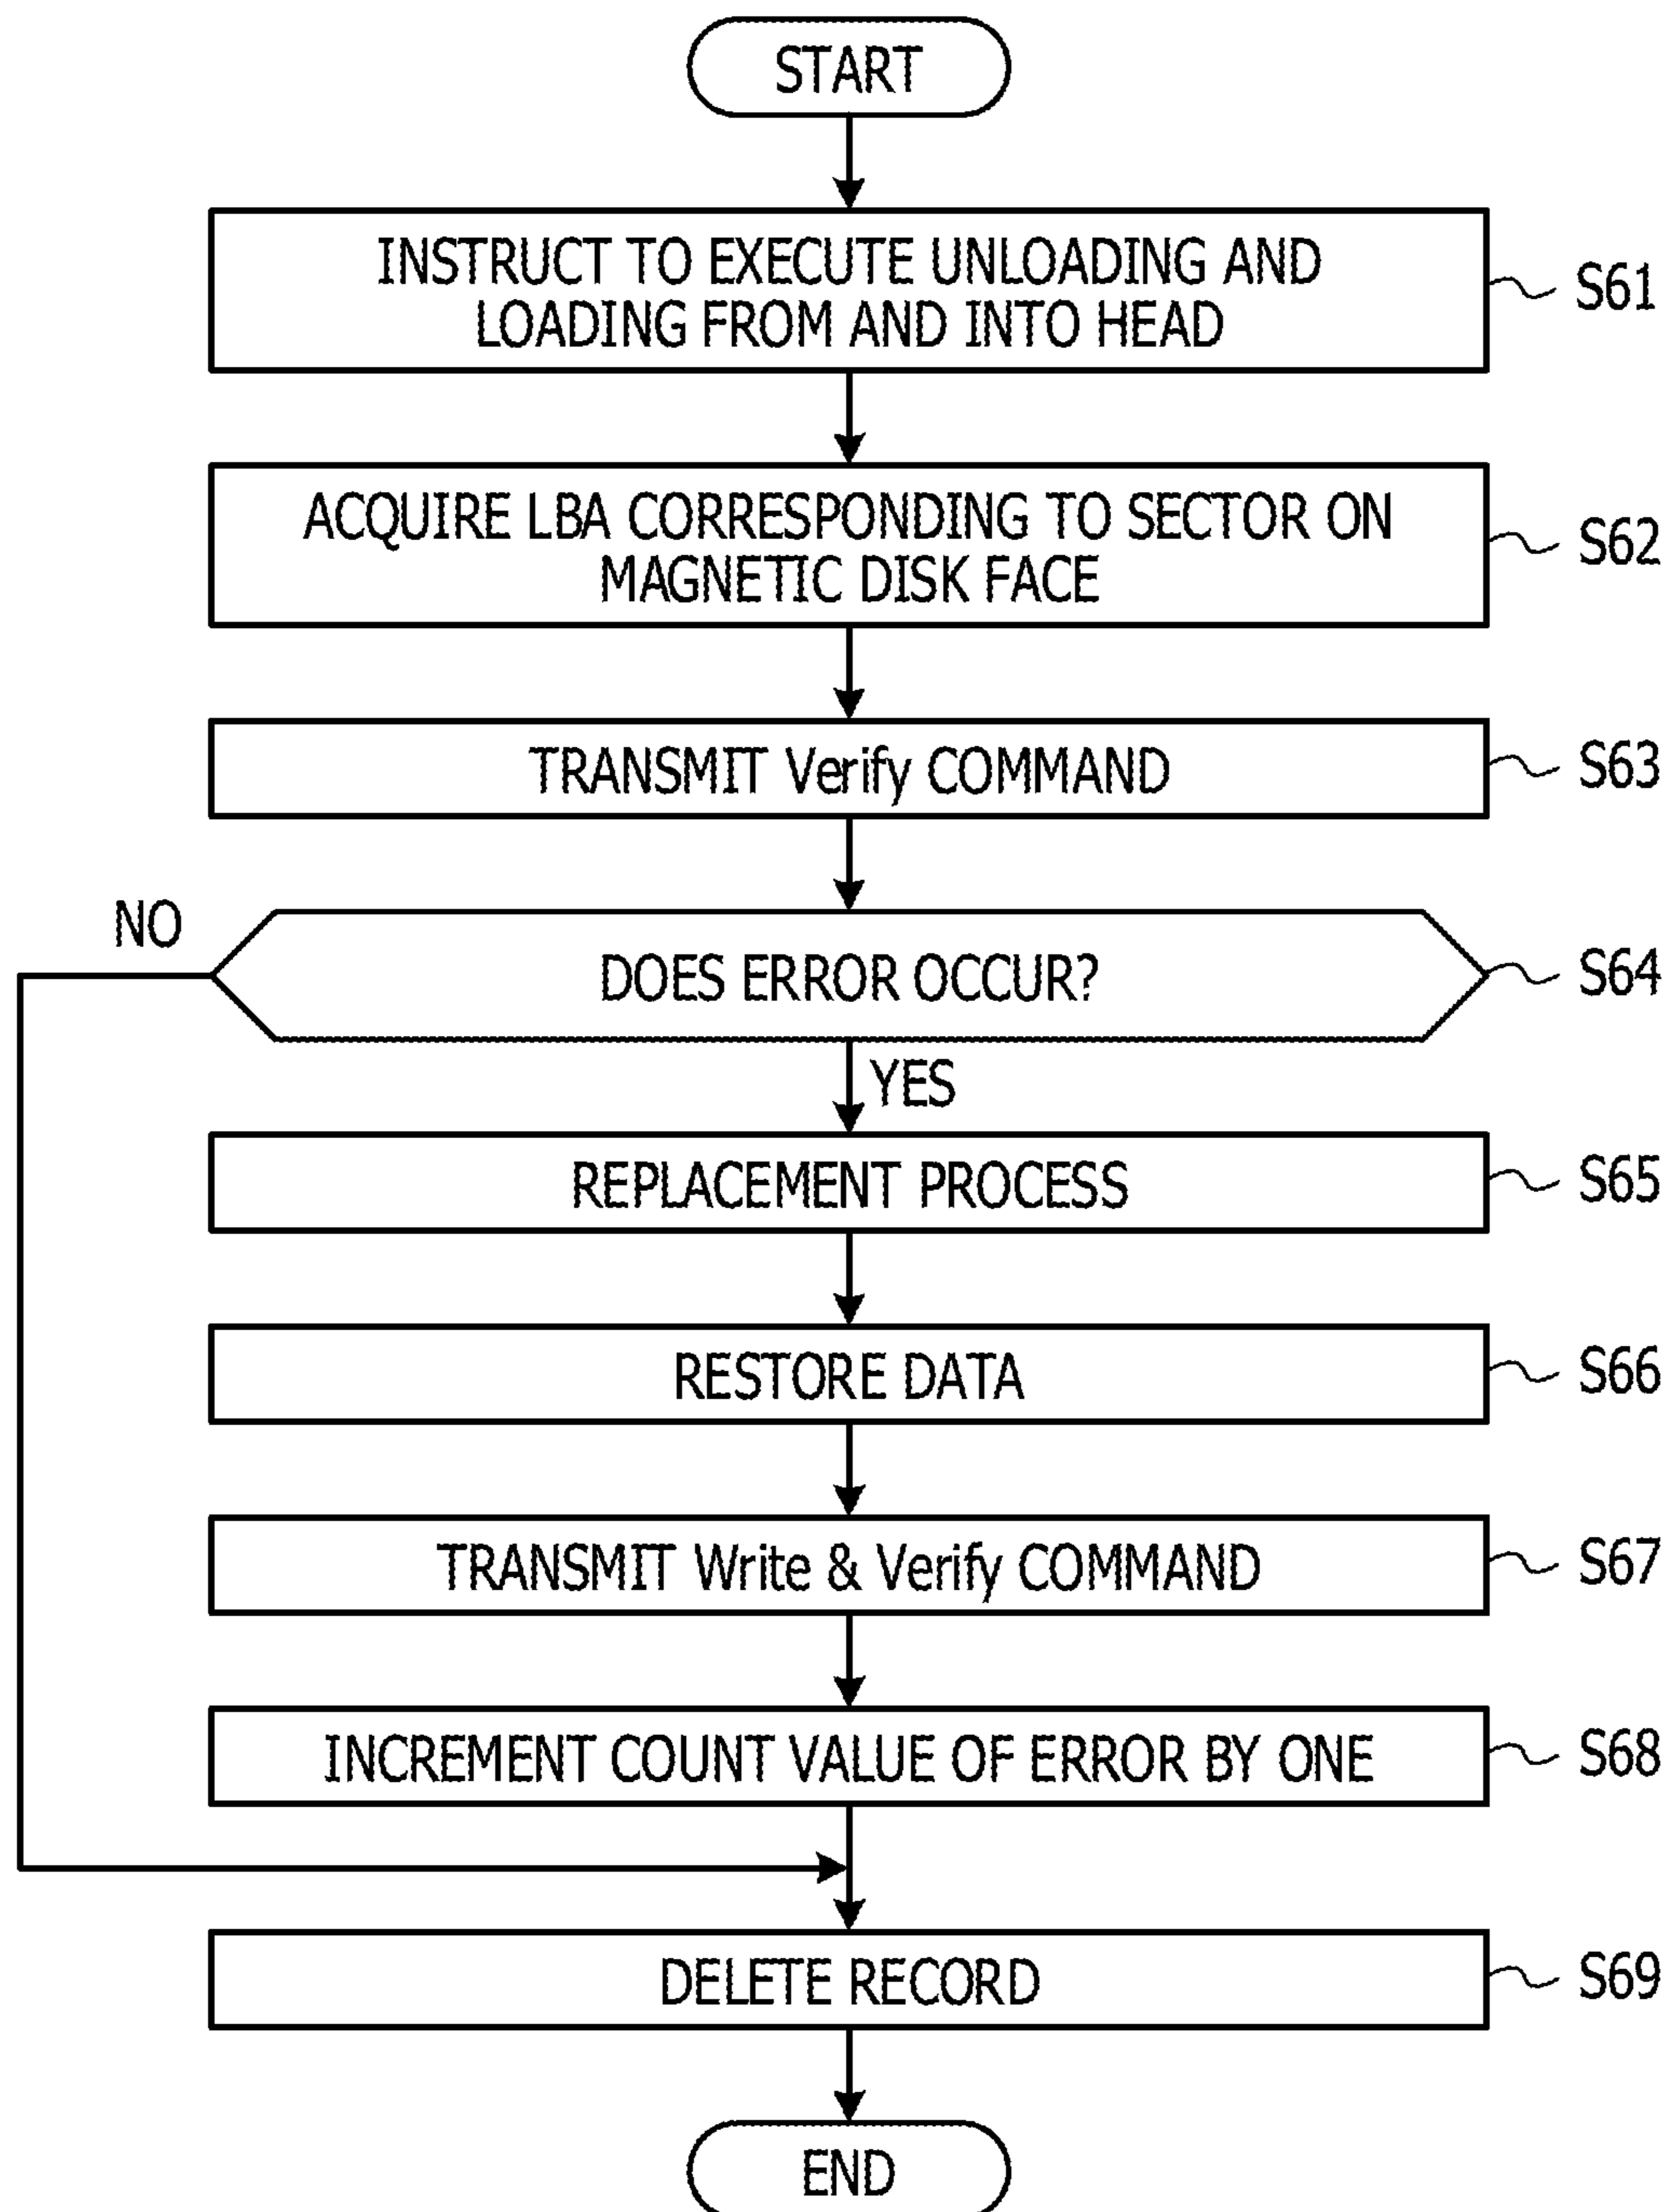 START
INSTRUCT TO EXECUTE UNLOADING AND
LOADING FROM AND INTO HEAD
S61
ACQUIRE LBA CORRESPONDING TO SECTOR ON
MAGNETIC DISK FACE
S62
TRANSMIT Verify COMMAND
S63
NO
DOES ERROR OCCUR?
S64
YES
REPLACEMENT PROCESS
S65
RESTORE DATA
S66
TRANSMIT Write & Verify COMMAND
S67
INCREMENT COUNT VALUE OF ERROR BY ONE
S68
DELETE RECORD
S69
END